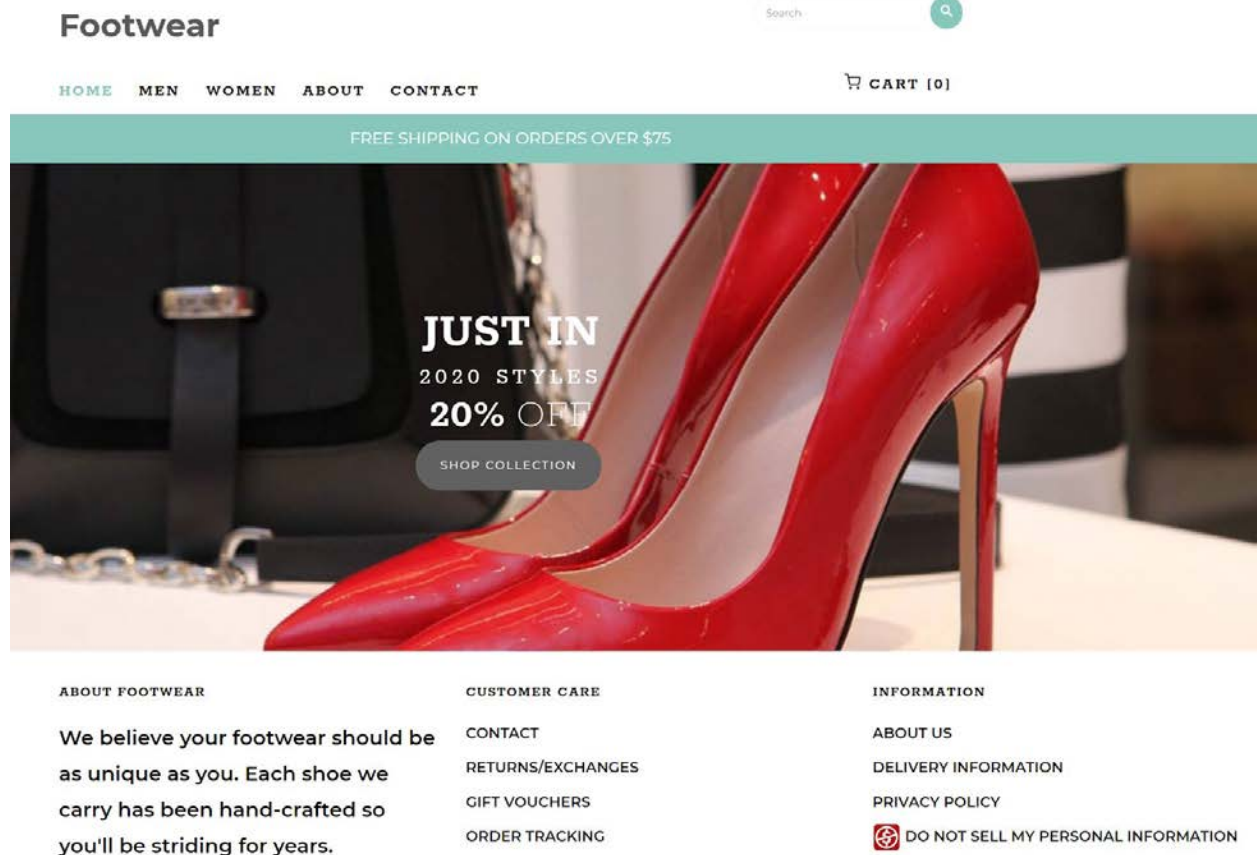 Footwear
Search
HOME MEN WOMEN ABOUT CONTACT
CART [0]
FREE SHIPPING ON ORDERS OVER $75
JUST IN
2020 STYLES
20% OFF
SHOP COLLECTION
ABOUT FOOTWEAR
We believe your footwear should be
as unique as you. Each shoe we
carry has been hand-crafted so
you'll be striding for years.
CUSTOMER CARE
CONTACT
RETURNS/EXCHANGES
GIFT VOUCHERS
ORDER TRACKING
INFORMATION
ABOUT US
DELIVERY INFORMATION
PRIVACY POLICY
DO NOT SELL MY PERSONAL INFORMATION